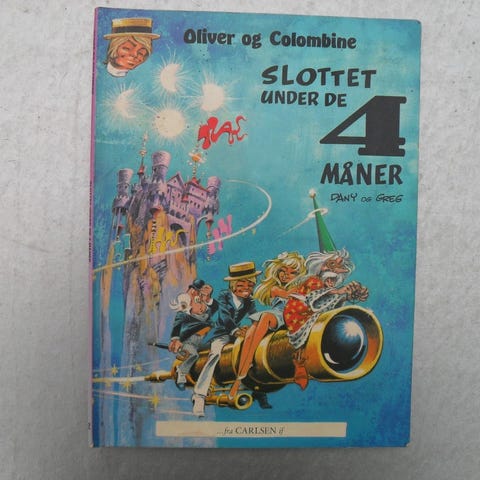 Oliver og Colombine
SLOTTET
UNDER DE
4
MÅNER
DANY OG GREG
...fra CARLSEN if